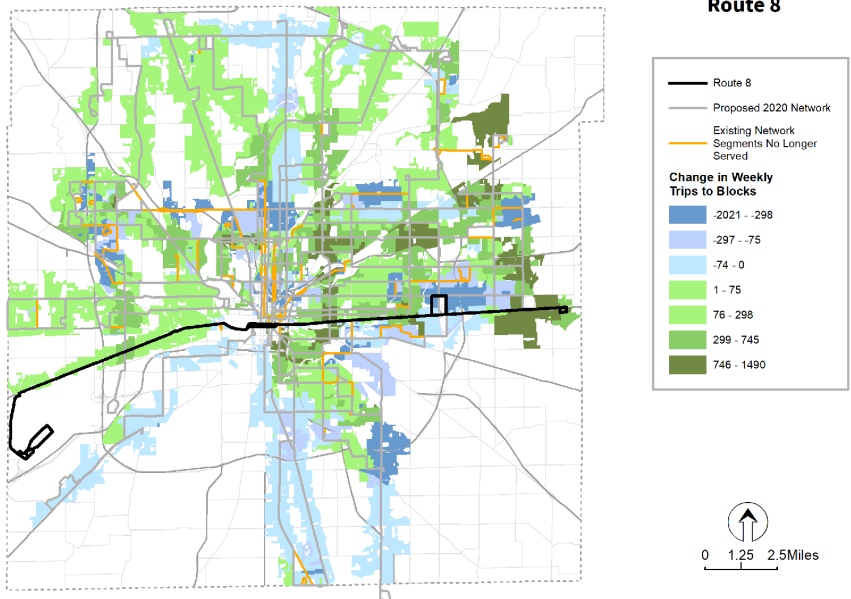 Route 8
Route 8
Proposed 2020 Network
Existing Network
Segments No Longer
Served
Change in Weekly
Trips to Blocks
-2021 - -298
-297 - -75
-74 - 0
1 - 75
76 - 298
299 - 745
746 - 1490
0 1.25 2.5Miles